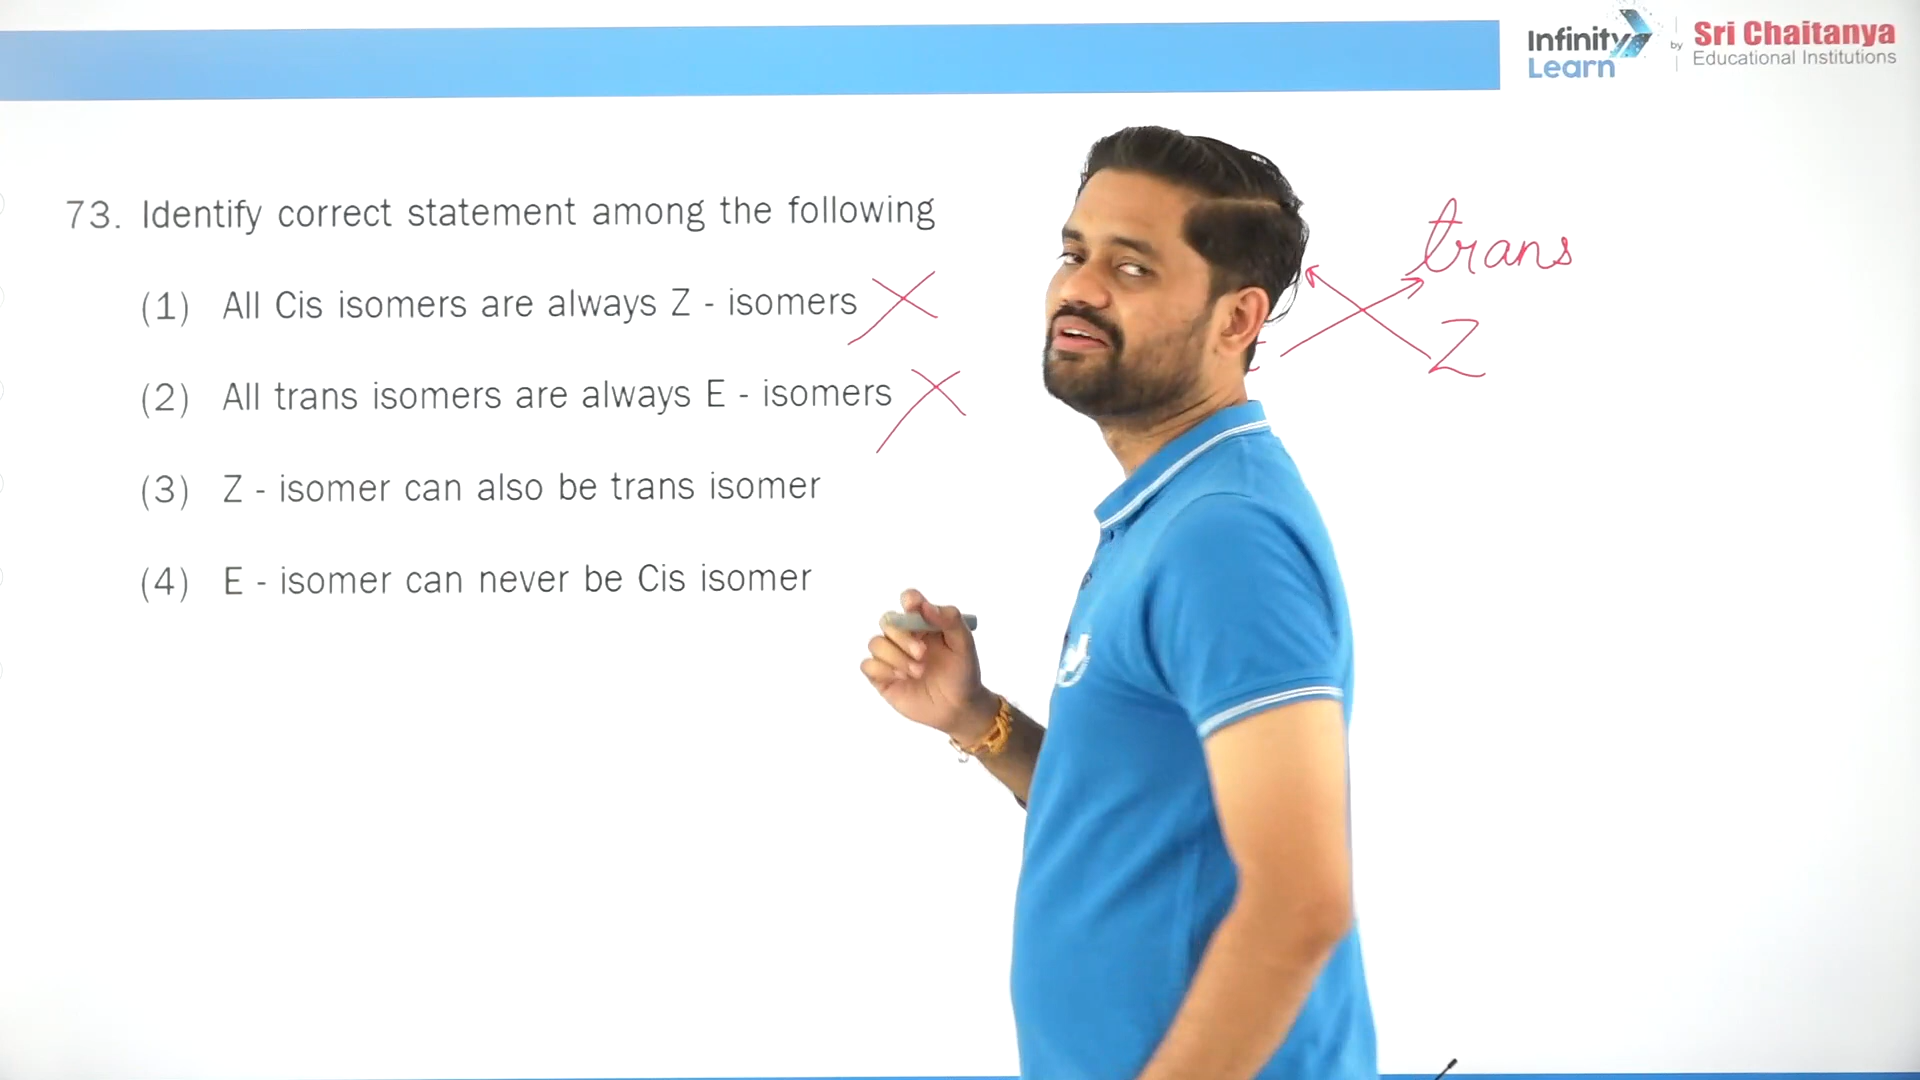 Infinity
Learn
by
Sri Chaitanya
Educational Institutions
73. Identify correct statement among the following
(1) All Cis isomers are always Z - isomers
(2) All trans isomers are always E - isomers
(3) Z - isomer can also be trans isomer
(4) E - isomer can never be Cis isomer
trans
Z